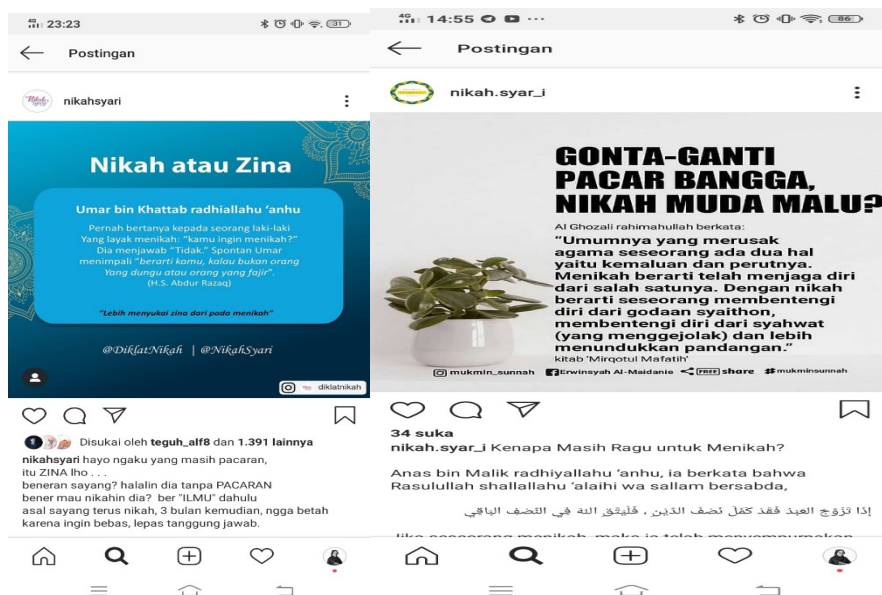 4G 23:23
31
Postingan
nikahsyari
Nikah atau Zina
Umar bin Khattab radhiallahu 'anhu
Pernah bertanya kepada seorang laki-laki
Yang layak menikah: "kamu ingin menikah?"
Dia menjawab "Tidak." Spontan Umar
menimpali "berarti kamu, kalau bukan orang
Yang dungu atau orang yang fajir".
(H.S. Abdur Razaq)
"Lebih menyukai zina dari pada menikah"
@DiklatNikah | @NikahSyari
diklatnikah
Disukai oleh teguh_alf8 dan 1.391 lainnya
nikahsyari hayo ngaku yang masih pacaran,
itu ZINA lho . . .
beneran sayang? halalin dia tanpa PACARAN
bener mau nikahin dia? ber "ILMU" dahulu
asal sayang terus nikah, 3 bulan kemudian, ngga betah
karena ingin bebas, lepas tanggung jawab.
4G 14:55 ...
86
Postingan
nikah.syar_i
GONTA-GANTI
PACAR BANGGA,
NIKAH MUDA MALU?
Al Ghozali rahimahullah berkata:
"Umumnya yang merusak
agama seseorang ada dua hal
yaitu kemaluan dan perutnya.
Menikah berarti telah menjaga diri
dari salah satunya. Dengan nikah
berarti seseorang membentengi
diri dari godaan syaithon,
membentengi diri dari syahwat
(yang menggejolak) dan lebih
menundukkan pandangan."
kitab 'Mirqotul Mafatih'
mukmin_sunnah Erwinsyah Al-Maidanie FREE share #mukminsunnah
34 suka
nikah.syar_i Kenapa Masih Ragu untuk Menikah?
Anas bin Malik radhiyallahu 'anhu, ia berkata bahwa
Rasulullah shallallahu 'alaihi wa sallam bersabda,
إذا تزوج العبد فقد كمّل نصف الدين ، فليتق الله في النصف الباقي